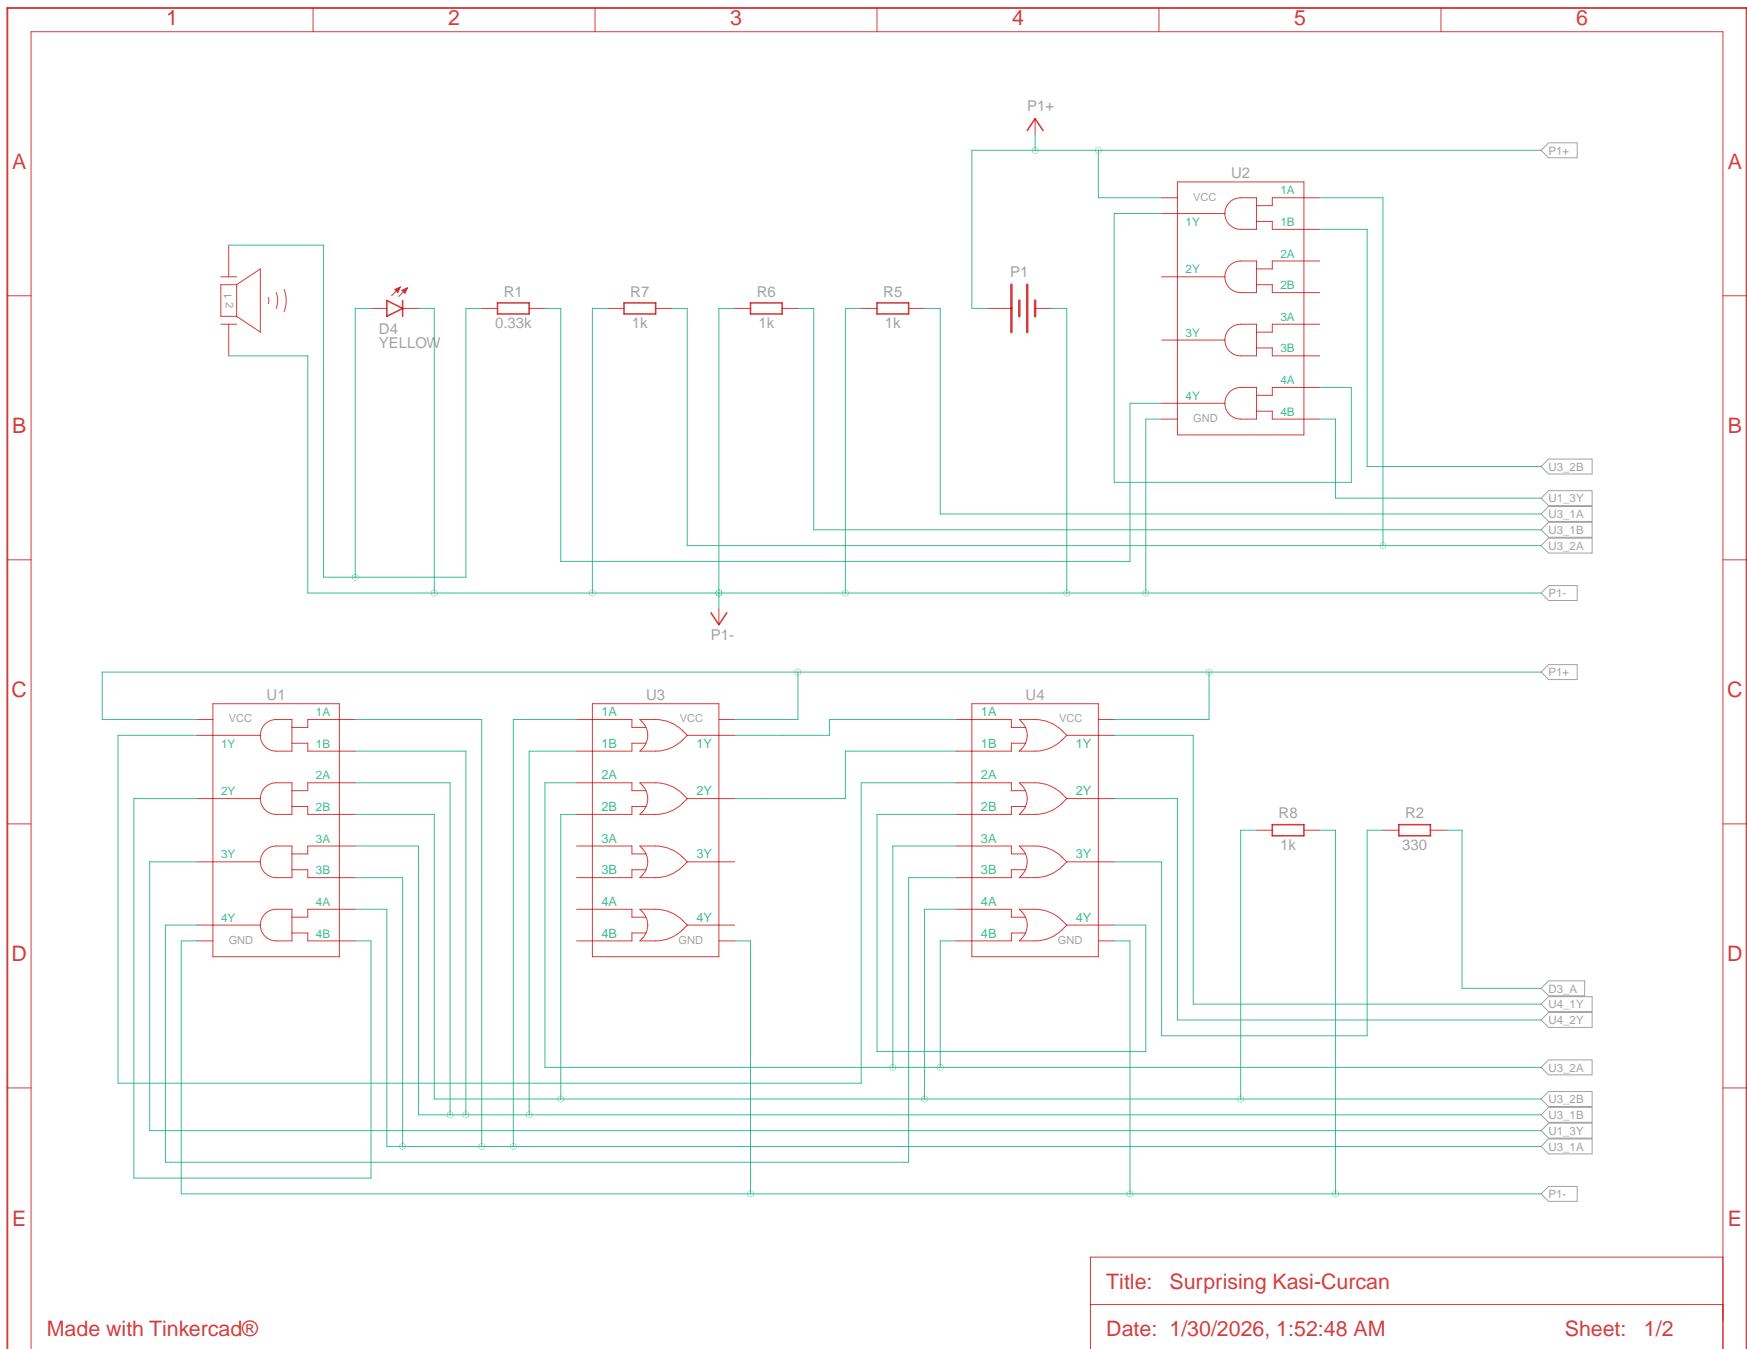 1 2 3 4 5 6
P1+
A P1+ A
U2
VCC 1A
1Y 1B
2A
2Y 2B
P1
D4
YELLOW
R1
0.33k
R7
1k
R6
1k
R5
1k
1 2
3A
3Y 3B
4A
4Y 4B
GND
B B
U3_2B
U1_3Y
U3_1A
U3_1B
U3_2A
P1-
P1-
C P1+ C
U1
VCC 1A
1Y 1B
2A
2Y 2B
3A
3Y 3B
4A
4Y 4B
GND
U3
1A VCC
1B 1Y
2A
2Y
2B
3A
3Y
3B
4A
4Y
4B GND
U4
1A VCC
1B 1Y
2A
2Y
2B
3A
3Y
3B
4A
4Y
4B GND
R8
1k
R2
330
D D
D3_A
U4_1Y
U4_2Y
U3_2A
U3_2B
U3_1B
U1_3Y
U3_1A
P1-
E E
Title: Surprising Kasi-Curcan
Made with Tinkercad®
Date: 1/30/2026, 1:52:48 AM Sheet: 1/2